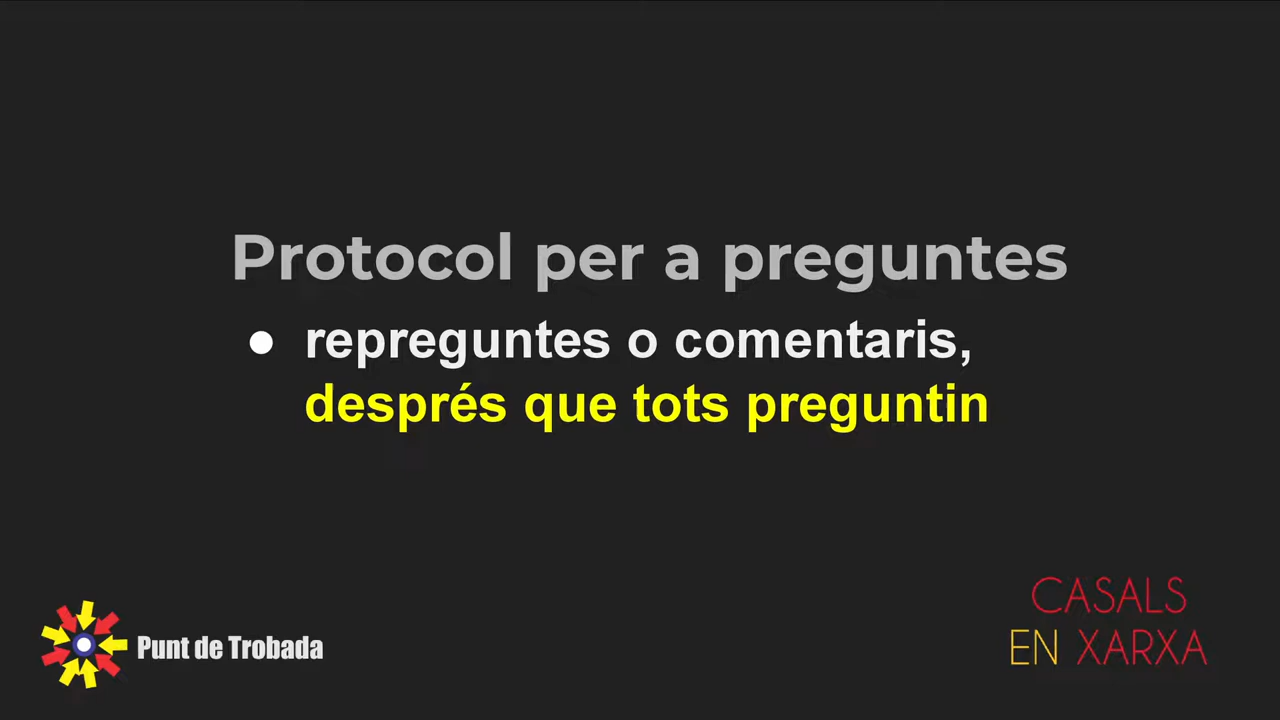 Protocol per a preguntes
● repreguntes o comentaris,
després que tots preguntin
Punt de Trobada
CASALS
EN XARXA